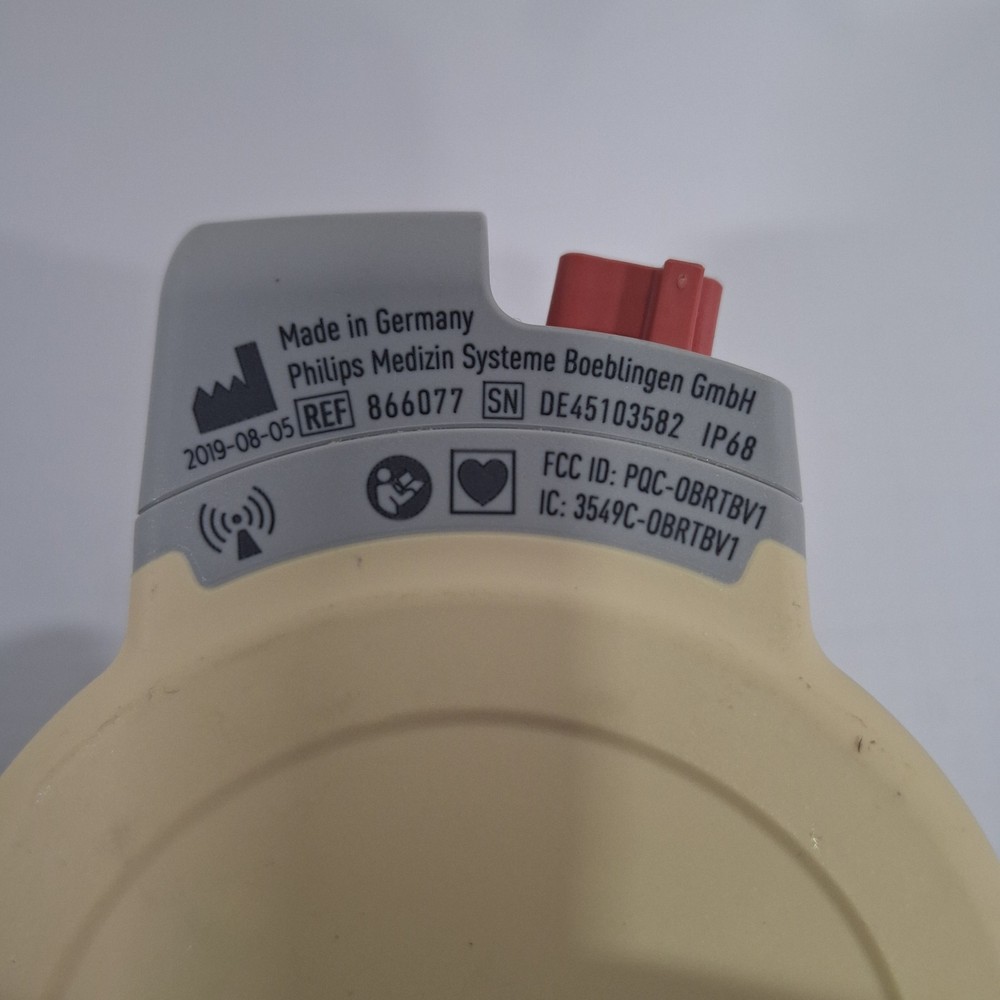 Made in Germany
Philips Medizin Systeme Boeblingen GmbH
2019-08-05 REF 866077 SN DE45103582 IP68
FCC ID: PQC-OBRTBV1
IC: 3549C-OBRTBV1